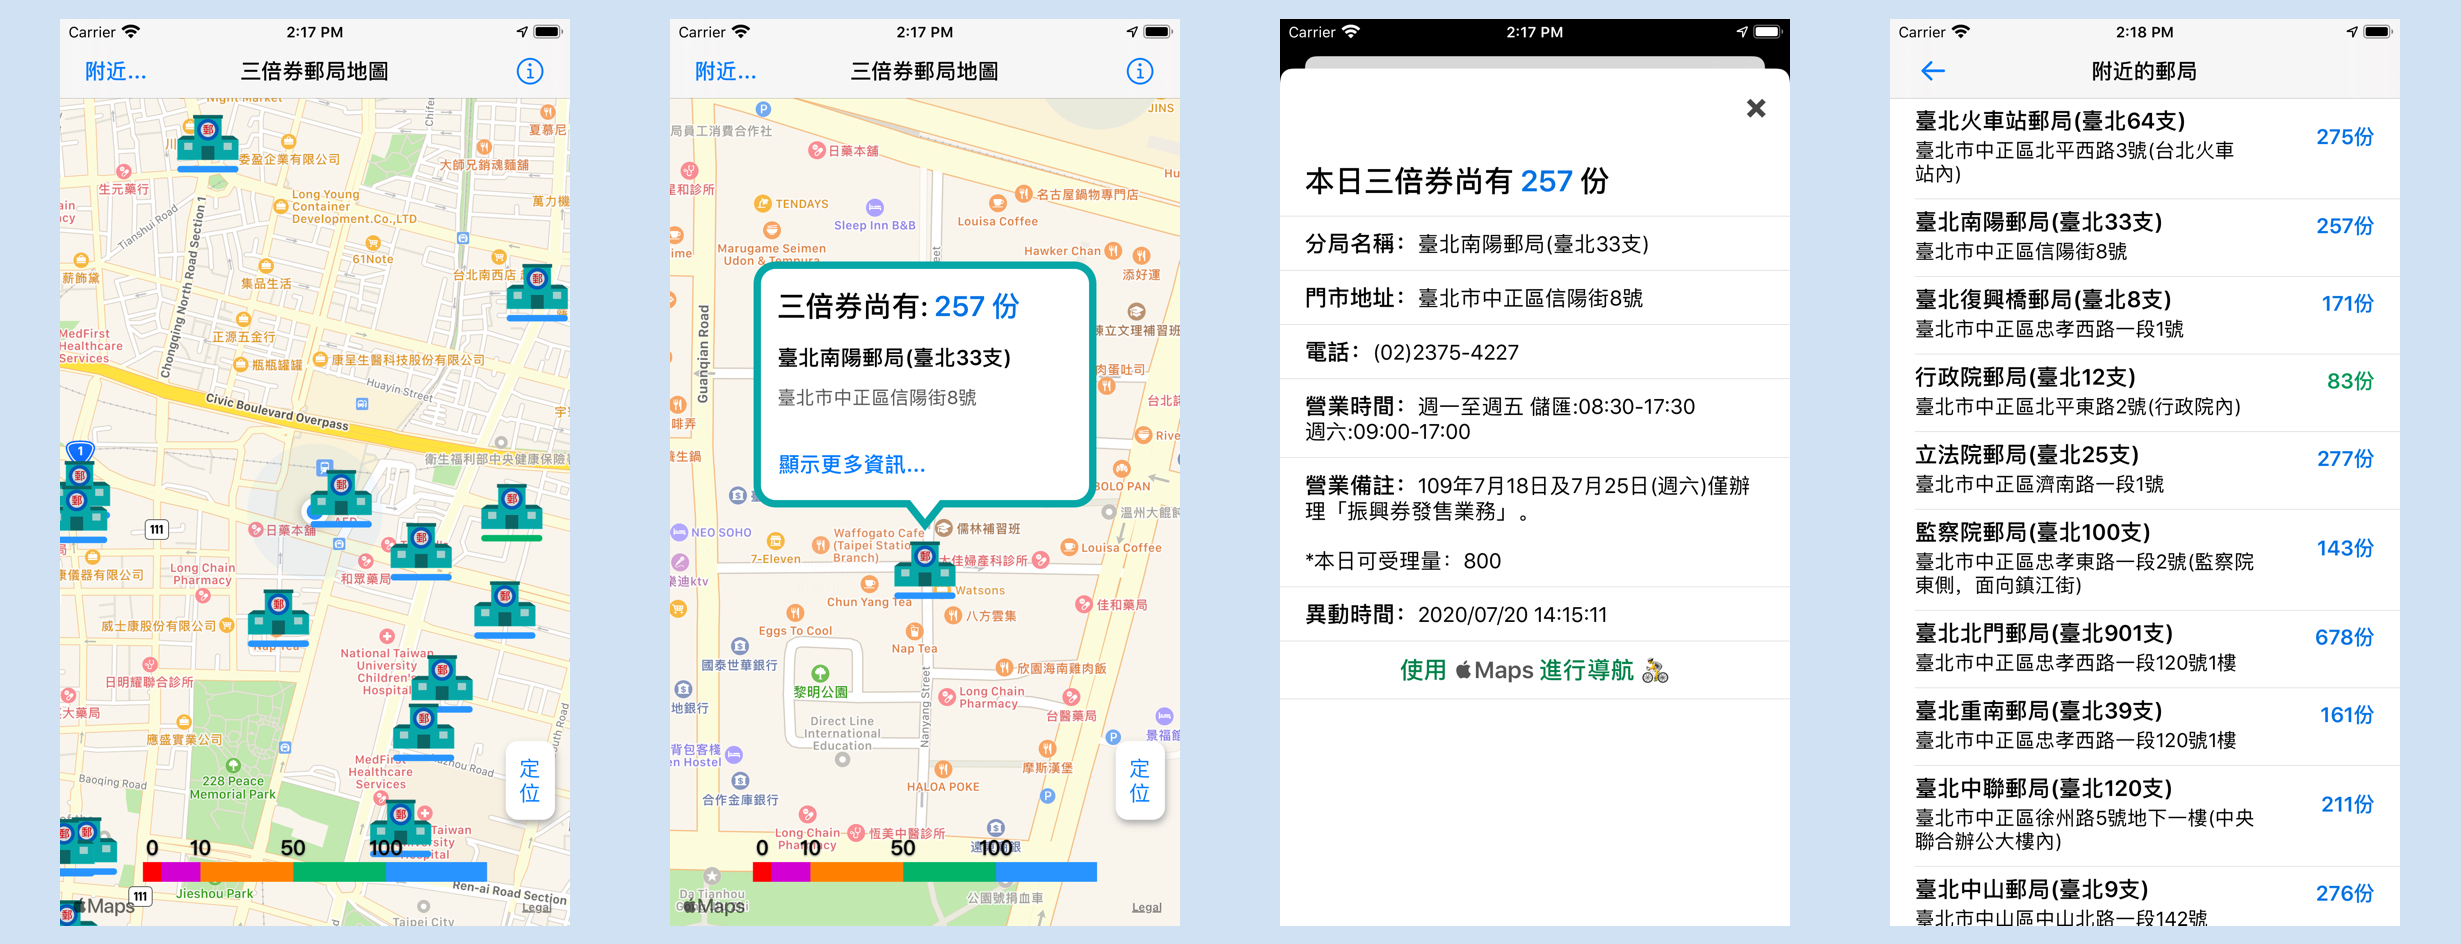 Carrier
2:17 PM
附近...
三倍券郵局地圖
Night Market
Chifen
夏慕尼
川
郵
委盈企業有限公司
大師兄銷魂麵舖
生元藥行
Long Young
Container
Development.Co.,LTD
萬力機
Tianshui Road
Chongqing North Road Section 1
61Note
薪飾黛
集品生活
台北南西店
郵
MedFirst
Healthcare
Services
正源五金行
瓶瓶罐罐
康呈生醫科技股份有限公司
Huayin Street
Civic Boulevard Overpass
1
衛生福利部中央健康保險署
郵
郵
郵
郵
111
日藥本舖
郵
康儀器有限公司
Long Chain
Pharmacy
和眾藥局
郵
郵
威士康股份有限公司
Nap Tea
National Taiwan
University
Children's
Hospital
郵
日明耀聯合診所
大藥局
郵
應盛實業公司
MedFirst
Healthcare
Services
定
位
Baoqing Road
228 Peace
Memorial Park
郵
郵
郵
Taiwan
University
Hospital
0 10 50 100
111
Jieshou Park
Ren-ai Road Section
郵
Maps
Taipei City
Legal
Carrier
2:17 PM
附近...
三倍券郵局地圖
P
JINS
局員工消費合作社
日藥本舖
星和診所
Hu
名古屋鍋物專門店
TENDAYS
Sleep Inn B&B
Louisa Coffee
Marugame Seimen
Udon & Tempura
Hawker Chan
添好運
ime
三倍券尚有: 257 份
臺北南陽郵局(臺北33支)
臺北市中正區信陽街8號
顯示更多資訊...
Guanqian Road
陳立文理補習班
肉蛋吐司
啡弄
台北
Rive
養生鍋
BOLO PAN
溫州大餛飩
NEO SOHO
Waffogato Cafe
(Taipei Station
Branch)
儒林補習班
7-Eleven
郵
大佳婦產科診所
Louisa Coffee
樂迪ktv
Chun Yang Tea
Watsons
Eggs To Cool
八方雲集
佳和藥局
國泰世華銀行
Nap Tea
欣園海南雞肉飯
黎明公園
Long Chain
Pharmacy
地銀行
台醫藥局
Direct Line
International
Education
Nanyang Street
背包客棧
en Hostel
P
景福館
摩斯漢堡
定
位
合作金庫銀行
HALOA POKE
P
Long Chain
Pharmacy
恆美中醫診所
0 10 50 100
Da Tianhou
公園號捐血車
Maps
Legal
Carrier
2:17 PM
本日三倍券尚有 257 份
分局名稱： 臺北南陽郵局(臺北33支)
門市地址： 臺北市中正區信陽街8號
電話： (02)2375-4227
營業時間： 週一至週五 儲匯:08:30-17:30
週六:09:00-17:00
營業備註： 109年7月18日及7月25日(週六)僅辦
理「振興券發售業務」。
*本日可受理量： 800
異動時間： 2020/07/20 14:15:11
使用 Maps 進行導航 🚴
Carrier
2:18 PM
附近的郵局
臺北火車站郵局(臺北64支)
275份
臺北市中正區北平西路3號(台北火車
站內)
臺北南陽郵局(臺北33支)
257份
臺北市中正區信陽街8號
臺北復興橋郵局(臺北8支)
171份
臺北市中正區忠孝西路一段1號
行政院郵局(臺北12支)
83份
臺北市中正區北平東路2號(行政院內)
立法院郵局(臺北25支)
277份
臺北市中正區濟南路一段1號
監察院郵局(臺北100支)
143份
臺北市中正區忠孝東路一段2號(監察院
東側，面向鎮江街)
臺北北門郵局(臺北901支)
678份
臺北市中正區忠孝西路一段120號1樓
臺北重南郵局(臺北39支)
161份
臺北市中正區忠孝西路一段120號1樓
臺北中聯郵局(臺北120支)
211份
臺北市中正區徐州路5號地下一樓(中央
聯合辦公大樓內)
臺北中山郵局(臺北9支)
276份
臺北市中山區中山北路一段142號